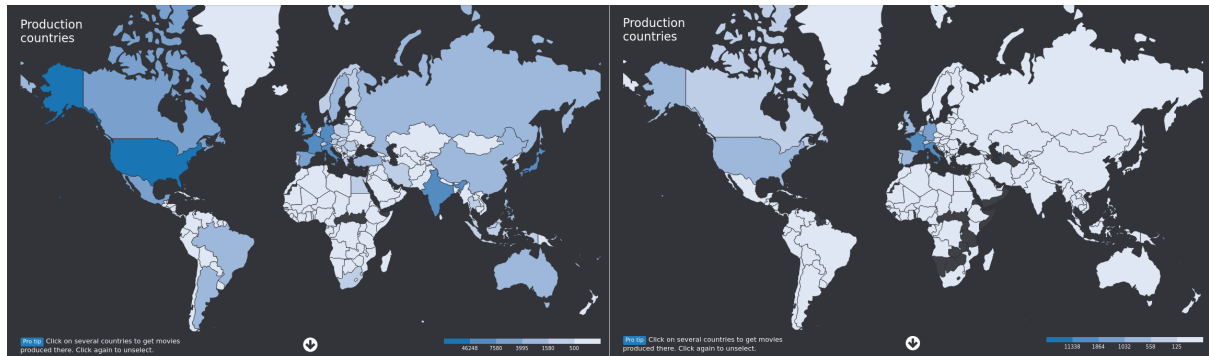 Production
countries
Pro tip Click on several countries to get movies
produced there. Click again to unselect.
46248 7580 3995 1580 500
Production
countries
Pro tip Click on several countries to get movies
produced there. Click again to unselect.
11338 1864 1032 558 125